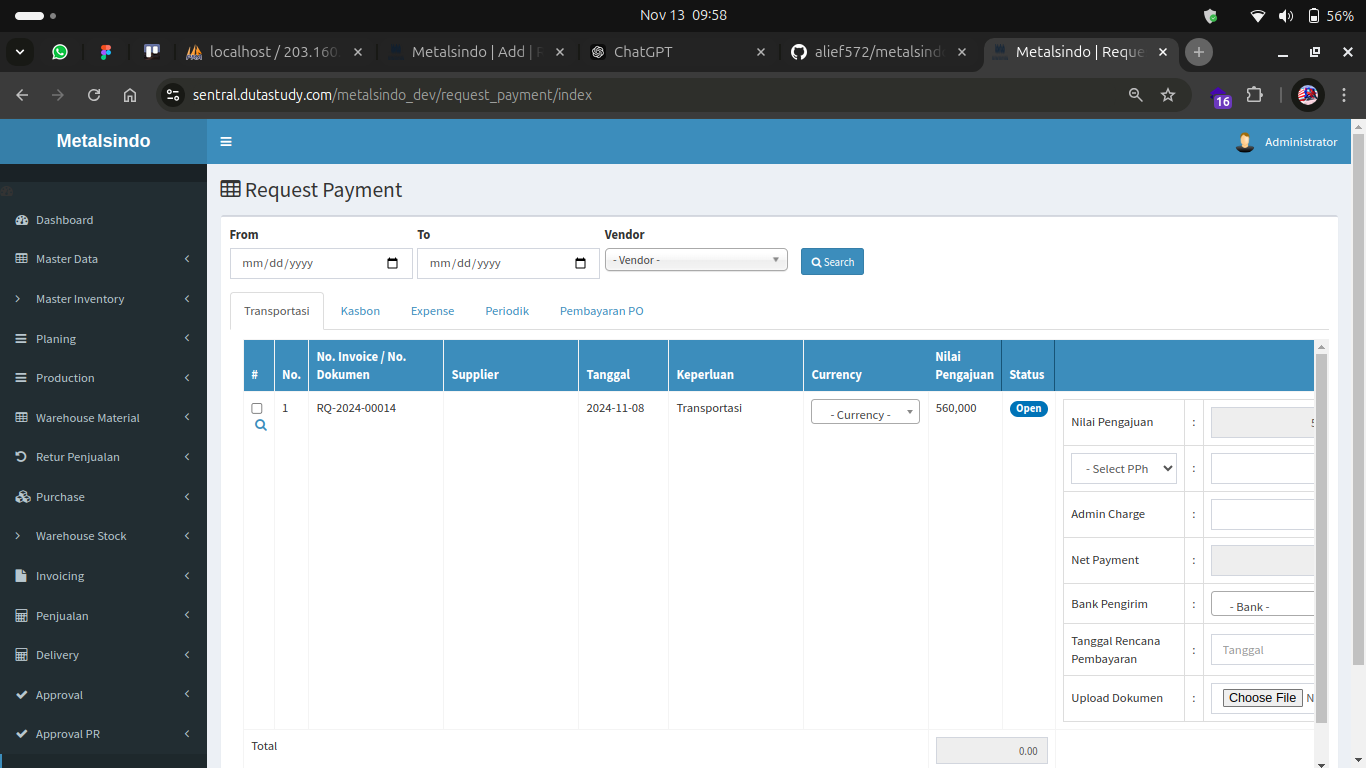 Nov 13 09:58
56%
localhost / 203.160
Metalsindo | Add |
ChatGPT
alief572/metalsind
Metalsindo | Reque
sentral.dutastudy.com/metalsindo_dev/request_payment/index
16
Metalsindo
Administrator
Dashboard
Master Data
Master Inventory
Planing
Production
Warehouse Material
Retur Penjualan
Purchase
Warehouse Stock
Invoicing
Penjualan
Delivery
Approval
Approval PR
Request Payment
From
To
Vendor
mm/dd/yyyy
mm/dd/yyyy
- Vendor -
Search
Transportasi
Kasbon
Expense
Periodik
Pembayaran PO
#
No.
No. Invoice / No.
Dokumen
Supplier
Tanggal
Keperluan
Currency
Nilai
Pengajuan
Status
1
RQ-2024-00014
2024-11-08
Transportasi
- Currency -
560,000
Open
Nilai Pengajuan
:
- Select PPh
:
Admin Charge
:
Net Payment
:
Bank Pengirim
:
- Bank -
Tanggal Rencana
Pembayaran
:
Tanggal
Upload Dokumen
:
Choose File N
Total
0.00